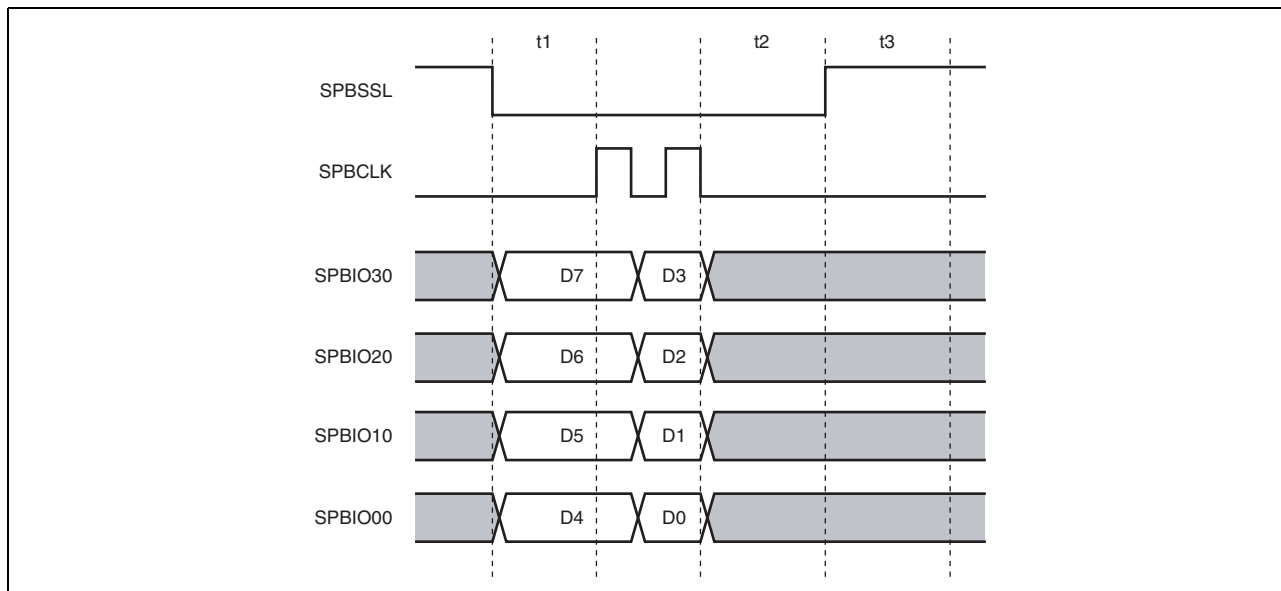 t1 t2 t3
SPBSSL
SPBCLK
SPBIO30 D7 D3
SPBIO20 D6 D2
SPBIO10 D5 D1
SPBIO00 D4 D0